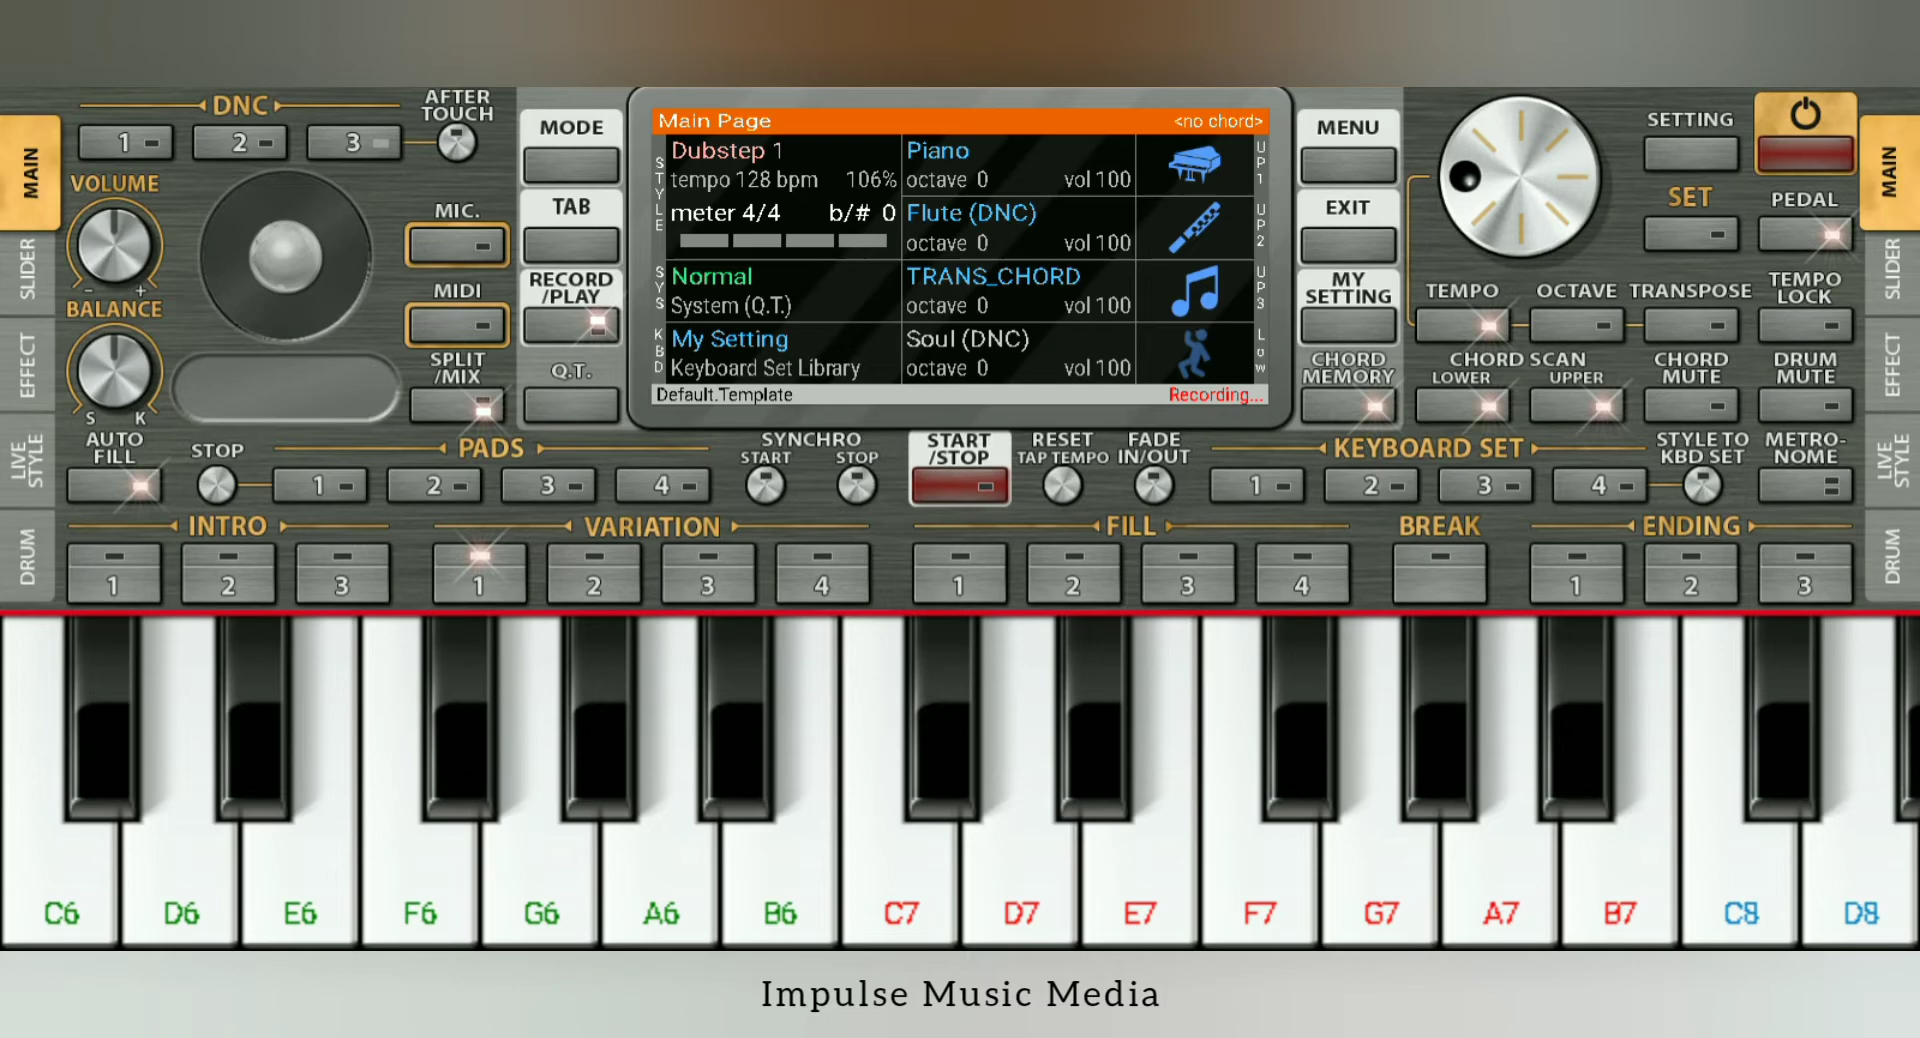 DNC
AFTER
TOUCH
1 2 3
VOLUME
- +
BALANCE
S K
MIC.
MIDI
SPLIT
/MIX
MAIN
SLIDER
EFFECT
LIVE
STYLE
DRUM
MODE
TAB
RECORD
/PLAY
Q.T.
Main Page <no chord>
STYLE
Dubstep 1
tempo 128 bpm 106%
meter 4/4 b/# 0
SYS
Normal
System (Q.T.)
KBD
My Setting
Keyboard Set Library
Piano
octave 0 vol 100
UP1
Flute (DNC)
octave 0 vol 100
UP2
TRANS_CHORD
octave 0 vol 100
UP3
Soul (DNC)
octave 0 vol 100
Low
Default.Template Recording...
MENU
EXIT
MY
SETTING
CHORD
MEMORY
SETTING
SET
PEDAL
TEMPO OCTAVE TRANSPOSE
TEMPO
LOCK
CHORD SCAN
LOWER UPPER
CHORD
MUTE
DRUM
MUTE
MAIN
SLIDER
EFFECT
LIVE
STYLE
DRUM
AUTO
FILL
STOP
PADS
1 2 3 4
SYNCHRO
START STOP
START
/STOP
RESET
TAP TEMPO
FADE
IN/OUT
KEYBOARD SET
1 2 3 4
STYLE TO
KBD SET
METRO-
NOME
INTRO
1 2 3
VARIATION
1 2 3 4
FILL
1 2 3 4
BREAK
ENDING
1 2 3
C6 D6 E6 F6 G6 A6 B6 C7 D7 E7 F7 G7 A7 B7 C8 D8
Impulse Music Media